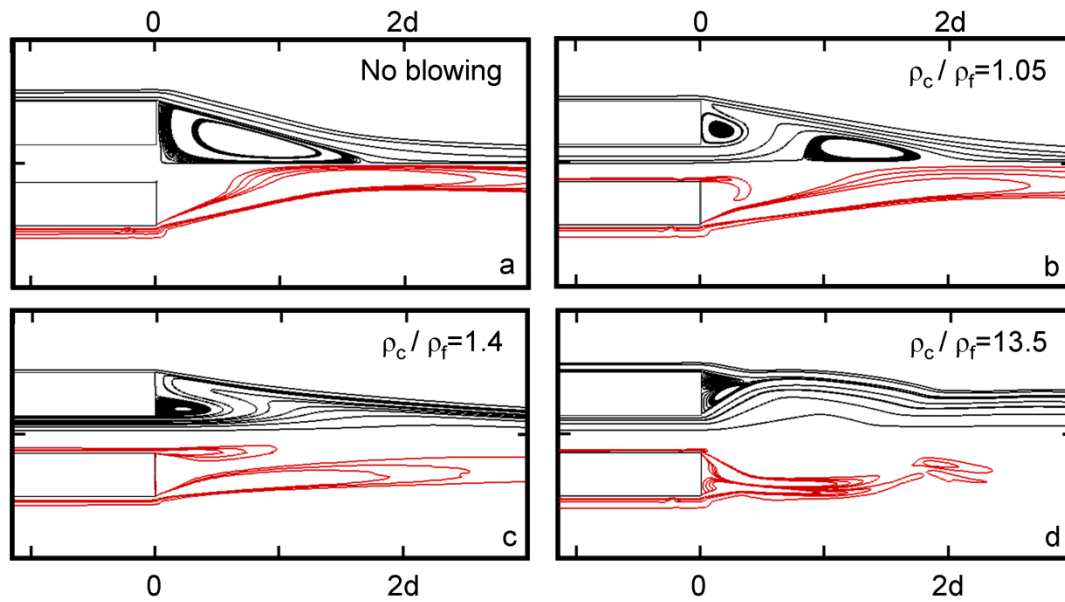 0 2d 0 2d
No blowing
ρc / ρf=1.05
a
b
ρc / ρf=1.4
ρc / ρf=13.5
c
d
0 2d 0 2d